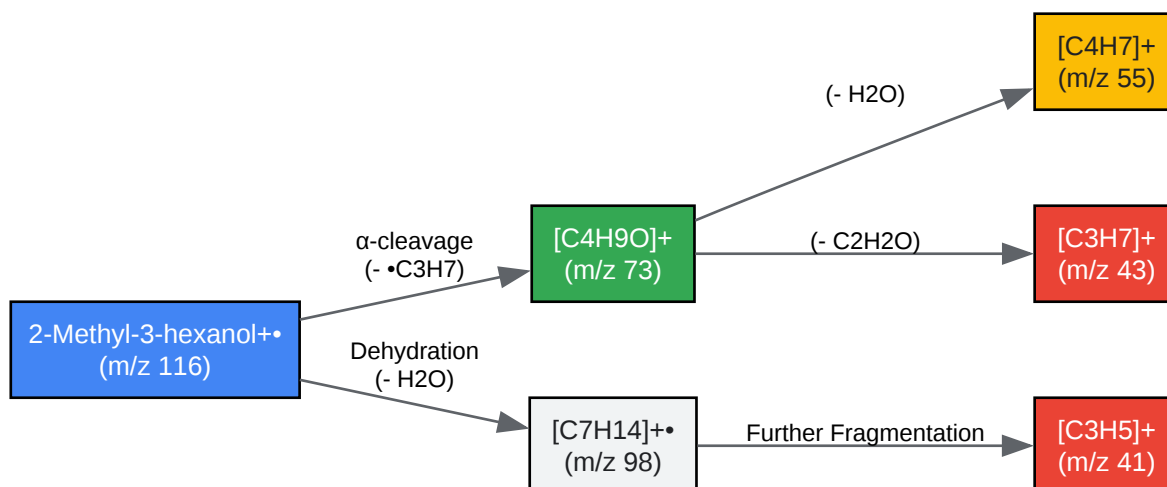 [C4H7]+
(m/z 55)
(- H2O)
α-cleavage
(- •C3H7)
[C4H9O]+
(m/z 73)
(- C2H2O)
[C3H7]+
(m/z 43)
2-Methyl-3-hexanol+•
(m/z 116)
Dehydration
(- H2O)
[C7H14]+•
(m/z 98)
Further Fragmentation
[C3H5]+
(m/z 41)